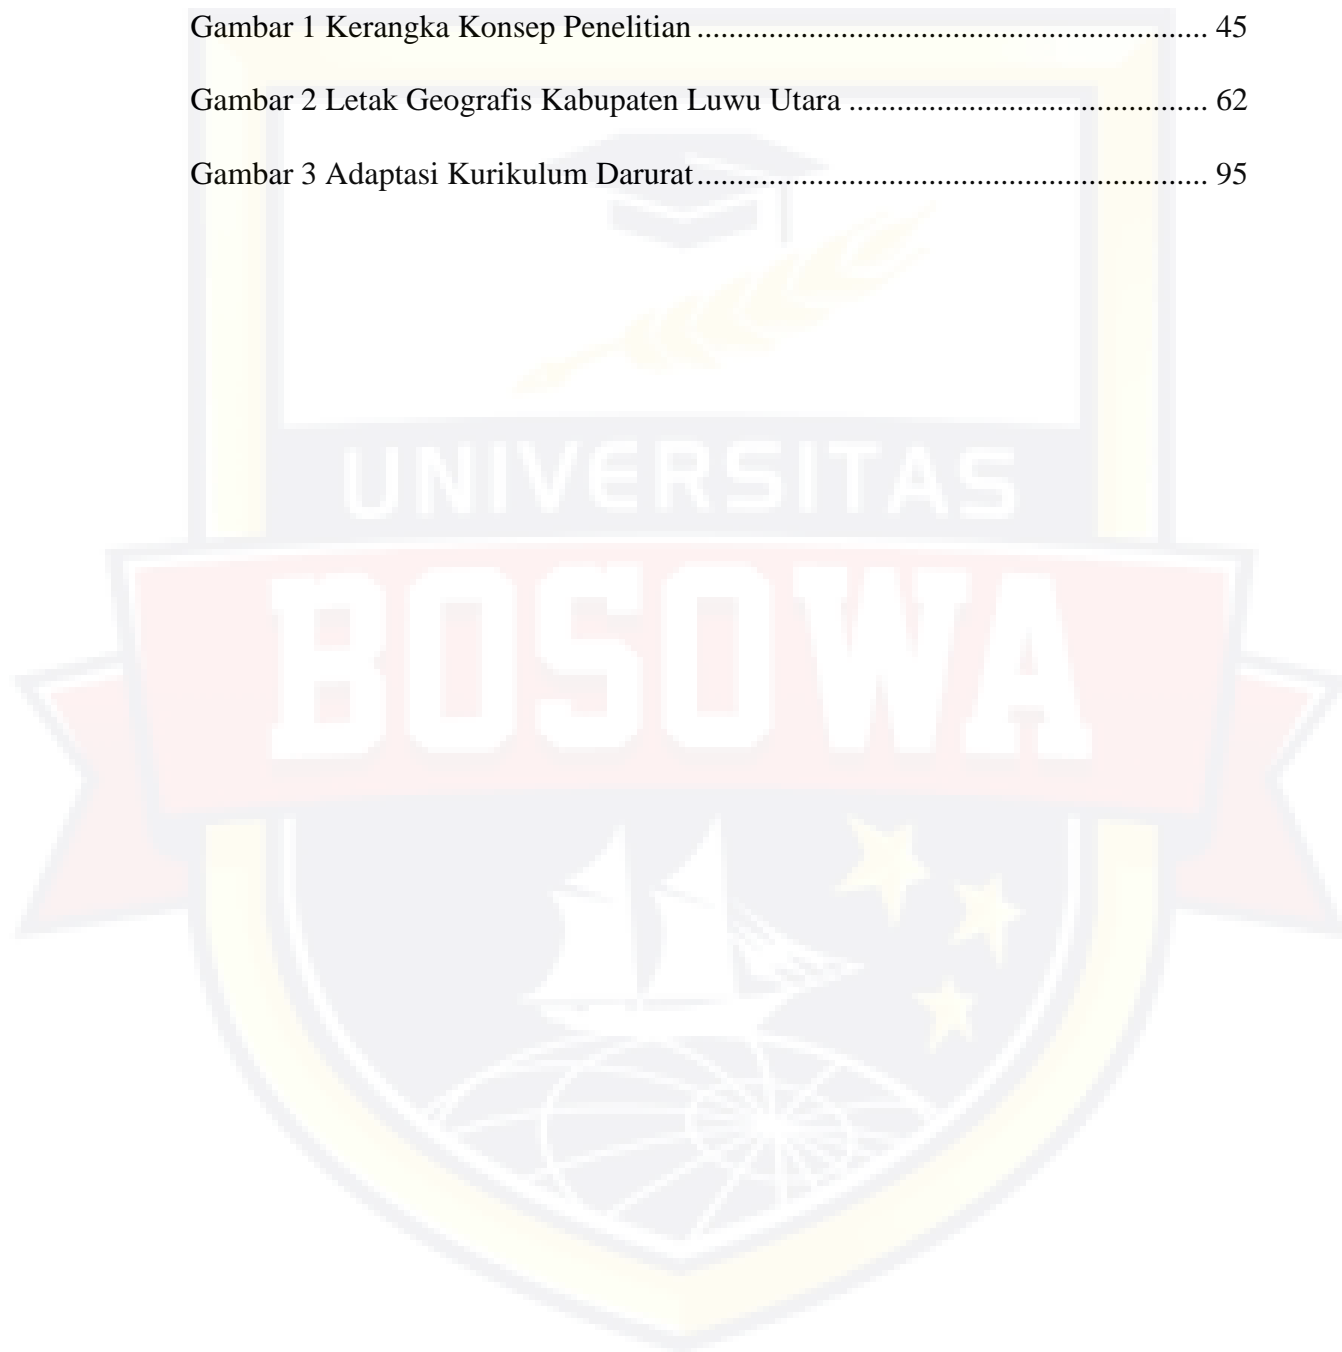 Gambar 1 Kerangka Konsep Penelitian ................................................................ 45
Gambar 2 Letak Geografis Kabupaten Luwu Utara ............................................. 62
Gambar 3 Adaptasi Kurikulum Darurat................................................................ 95
UNIVERSITAS
BOSOWA